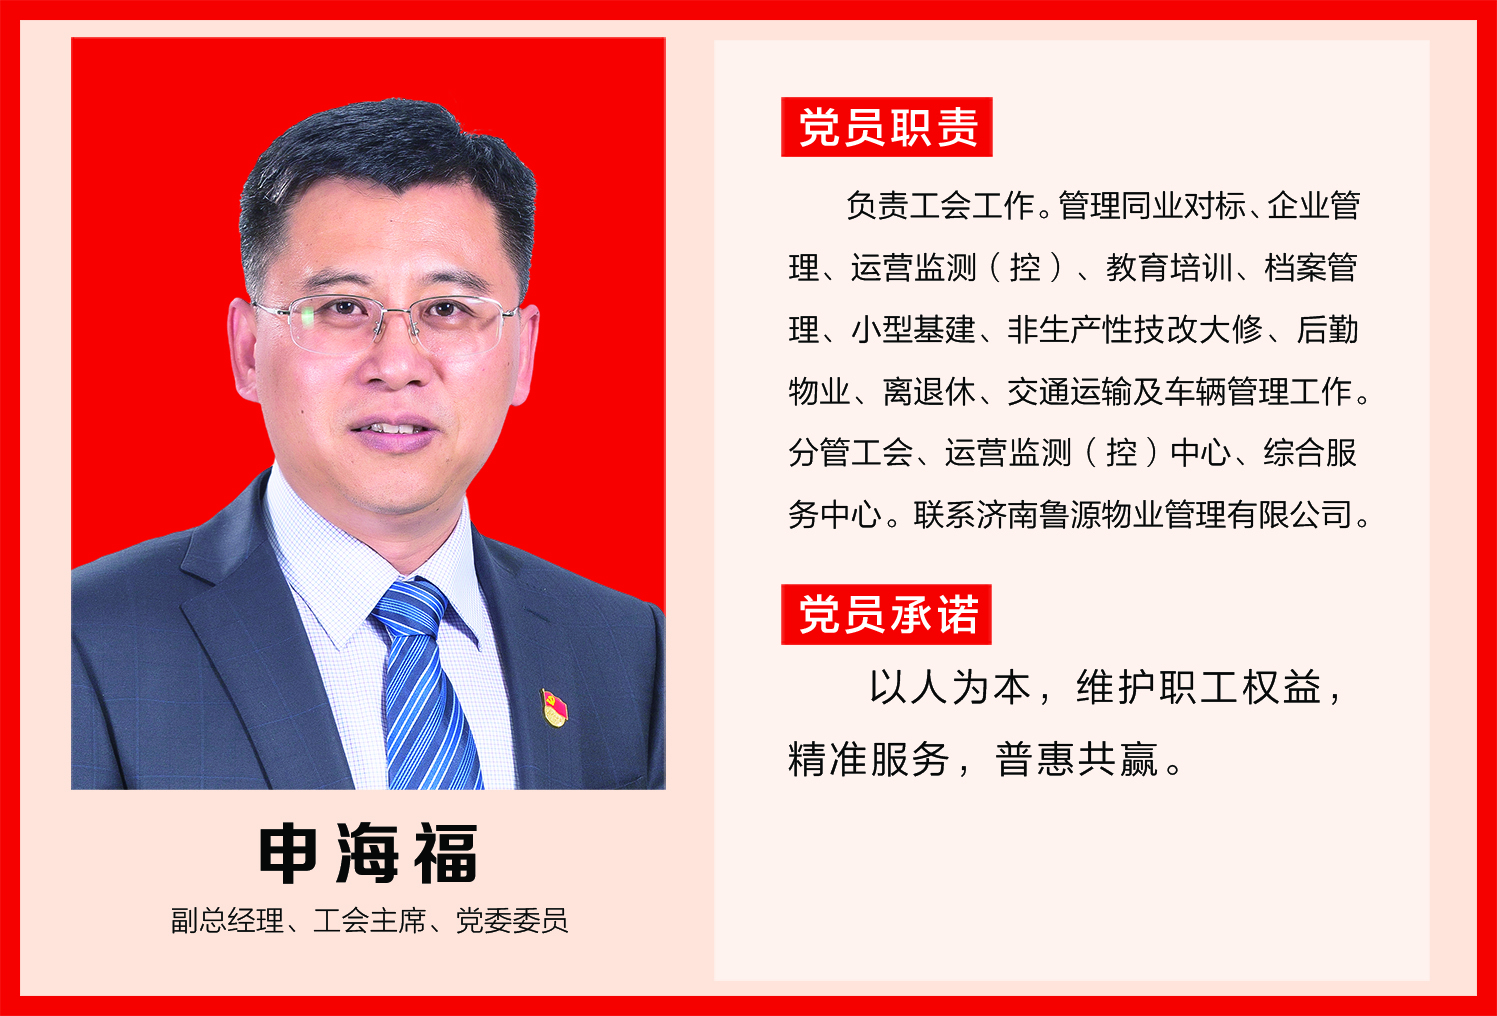 党员职责
负责工会工作。管理同业对标、企业管
理、运营监测（控）、教育培训、档案管
理、小型基建、非生产性技改大修、后勤
物业、离退休、交通运输及车辆管理工作。
分管工会、运营监测（控）中心、综合服
务中心。联系济南鲁源物业管理有限公司。
党员承诺
以人为本，维护职工权益，
精准服务，普惠共赢。
申海福
副总经理、工会主席、党委委员